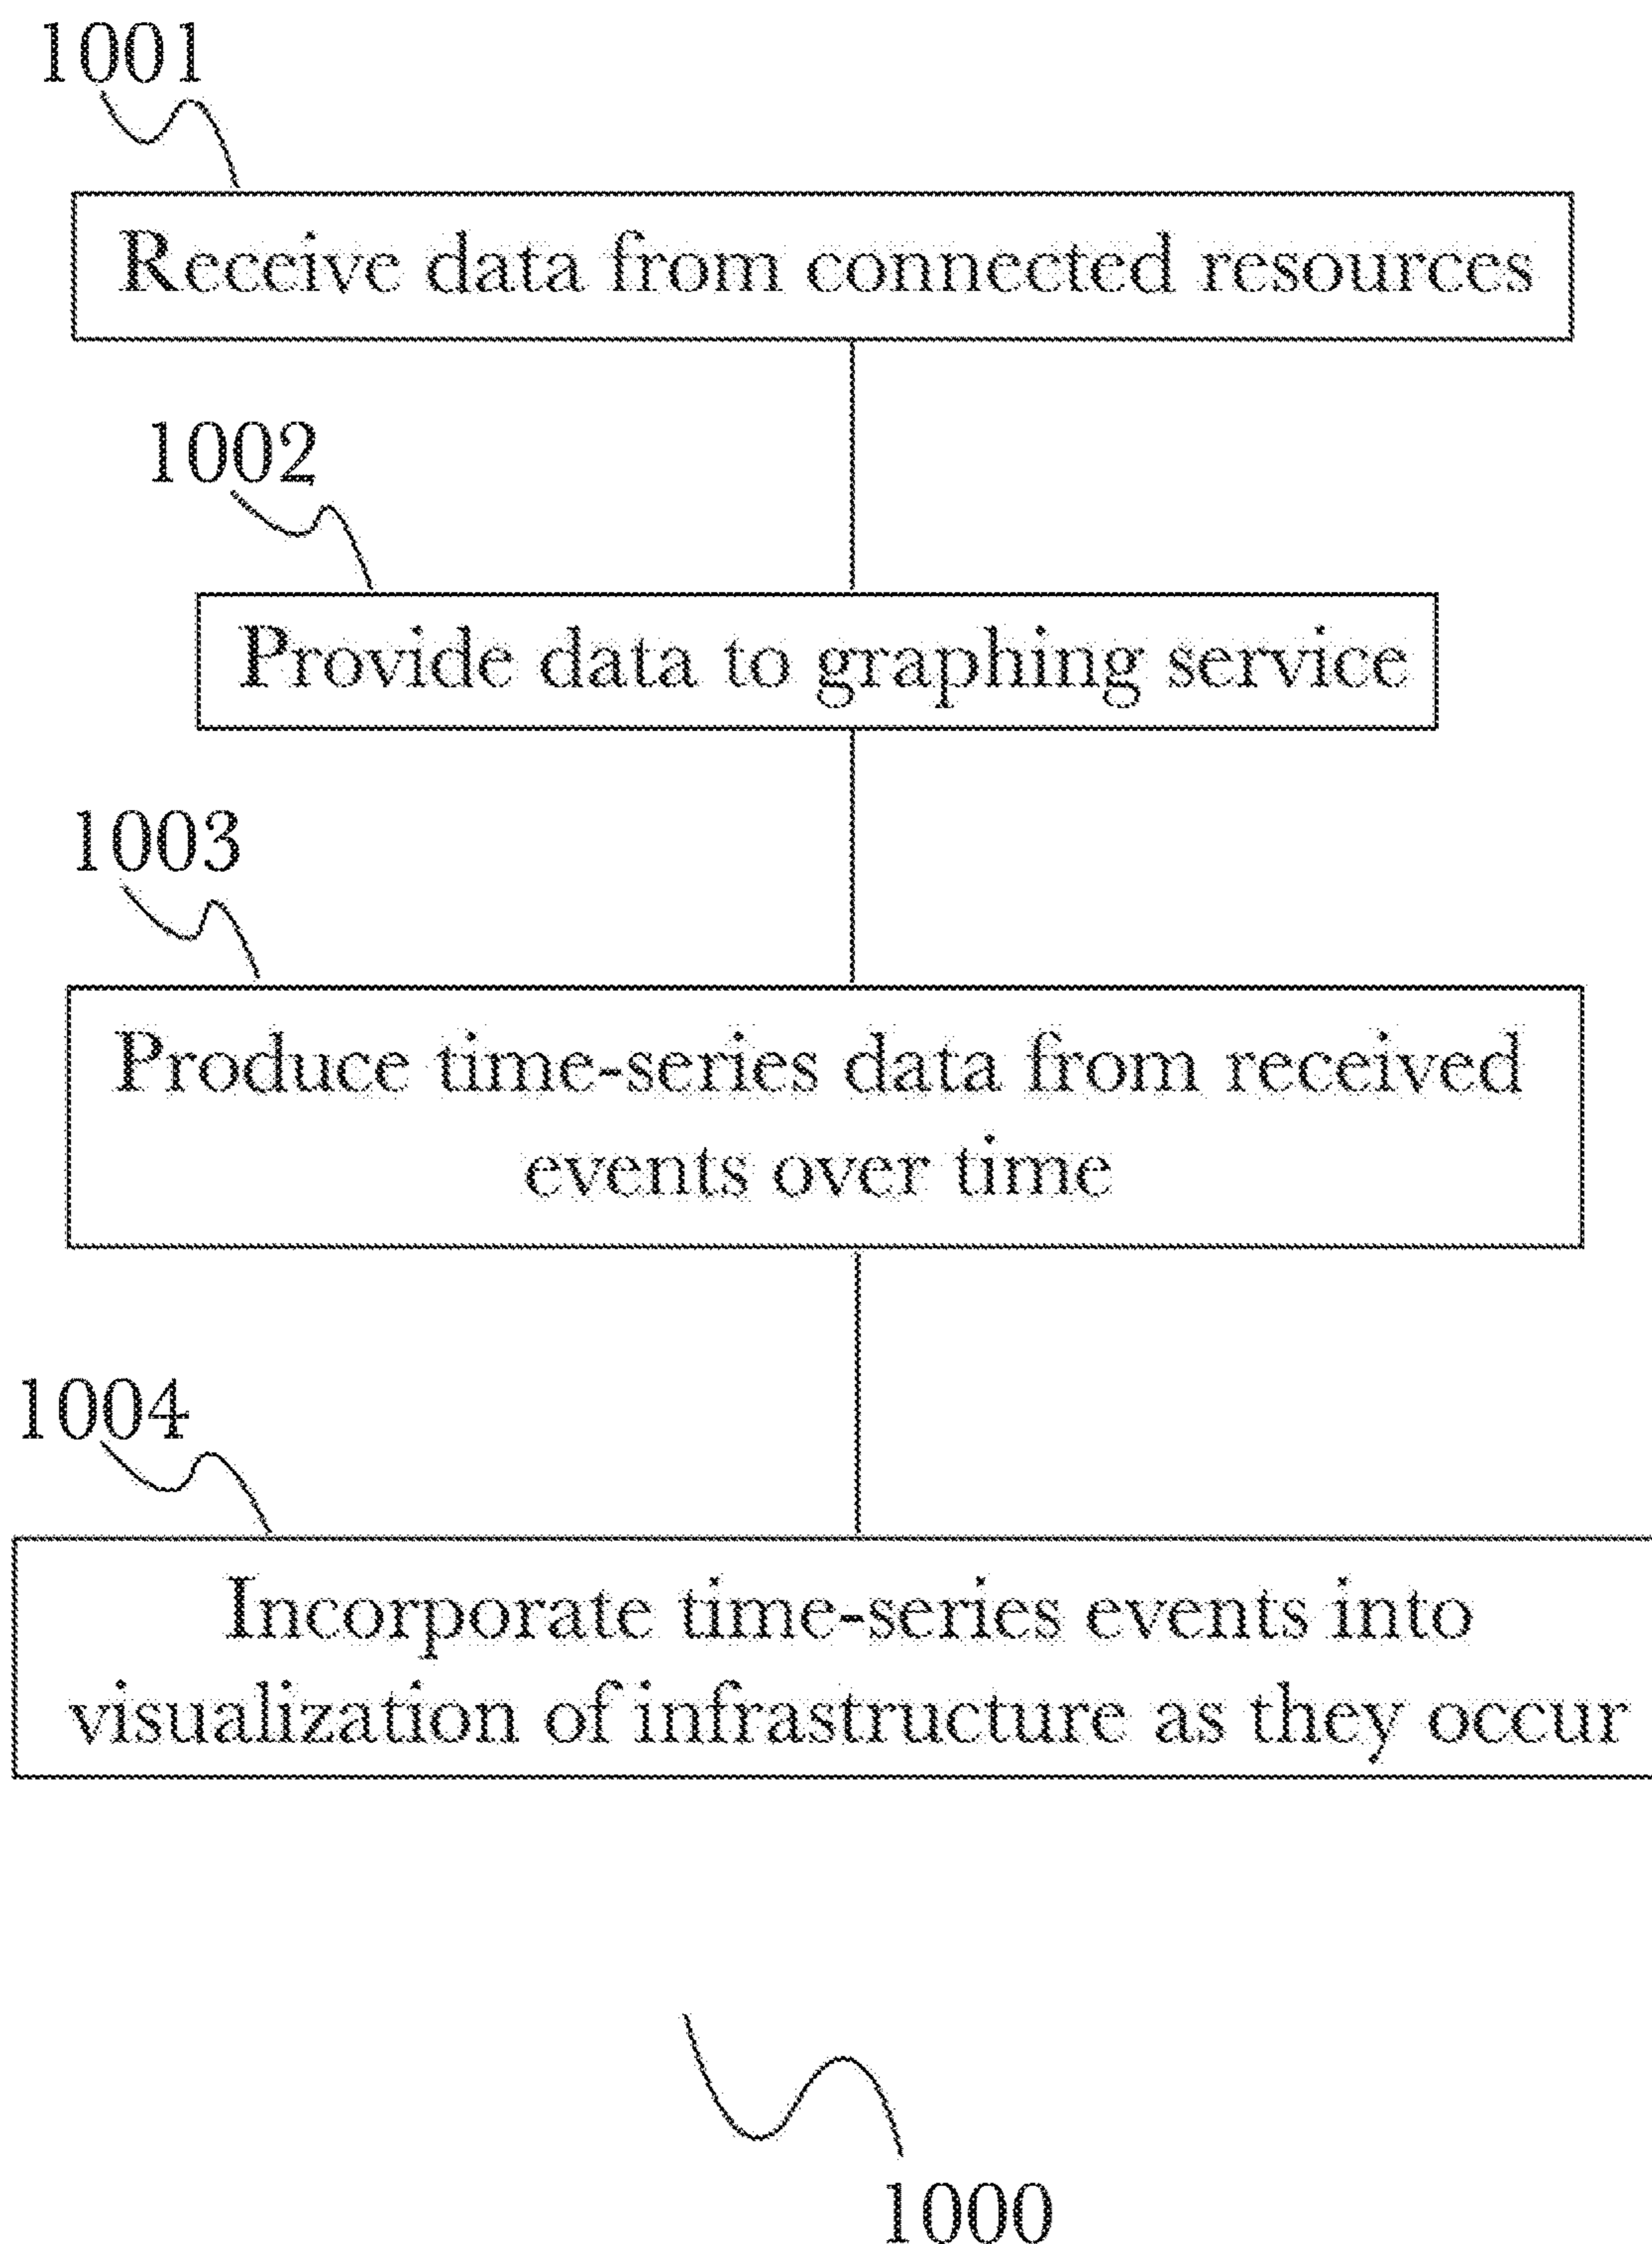 1001
Receive data from connected resources
1002
Provide data to graphing service
1003
Produce time-series data from received
events over time
1004
Incorporate time-series events into
visualization of infrastructure as they occur
1000